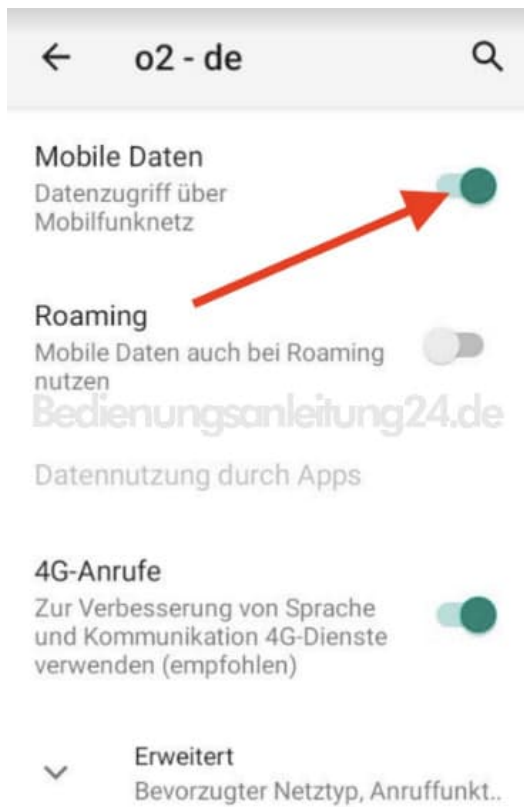 o2 - de
Mobile Daten
Datenzugriff über
Mobilfunknetz
Roaming
Mobile Daten auch bei Roaming
nutzen
Bedienungsanleitung24.de
Datennutzung durch Apps
4G-Anrufe
Zur Verbesserung von Sprache
und Kommunikation 4G-Dienste
verwenden (empfohlen)
Erweitert
Bevorzugter Netztyp, Anruffunkt..